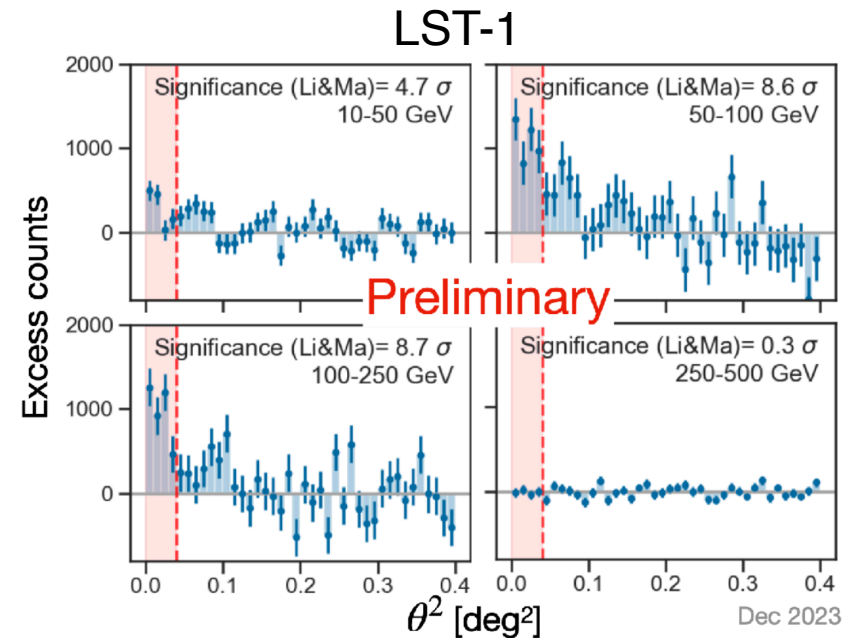 LST-1
Excess counts
2000
1000
0
Significance (Li&Ma)= 4.7 σ
10-50 GeV
Significance (Li&Ma)= 8.6 σ
50-100 GeV
Preliminary
2000
1000
0
Significance (Li&Ma)= 8.7 σ
100-250 GeV
Significance (Li&Ma)= 0.3 σ
250-500 GeV
0.0 0.1 0.2 0.3 0.4
0.0 0.1 0.2 0.3 0.4
θ² [deg²]
Dec 2023